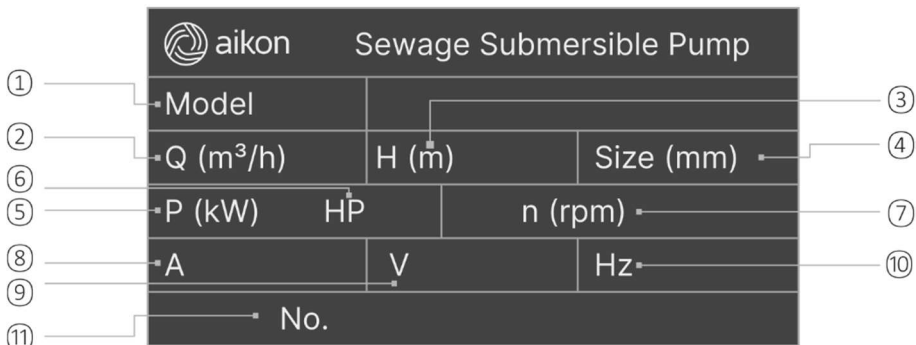 aikon Sewage Submersible Pump
① Model ③
② Q (m³/h) H (m) Size (mm) ④
⑥
⑤ P (kW) HP n (rpm) ⑦
⑧ A V Hz ⑩
⑨
⑪ No.